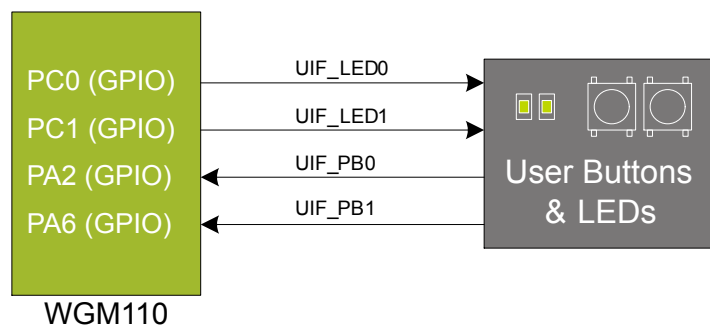 PC0 (GPIO)
UIF_LED0
PC1 (GPIO)
UIF_LED1
PA2 (GPIO)
UIF_PB0
PA6 (GPIO)
UIF_PB1
User Buttons
& LEDs
WGM110